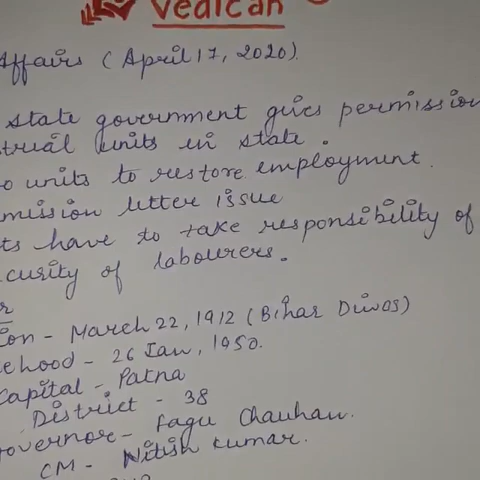 Vedican
Affairs (April 17, 2020).
state government gives permission
trial units in state.
o units to restore employment.
mission letter issue
ts have to take responsibility of
curity of labourers.
r
ion - March 22, 1912 (Bihar Diwas)
ehood - 26 Jan, 1950.
Capital - Patna
District - 38
overnor - Fagu Chauhan.
CM - Nitish Kumar.